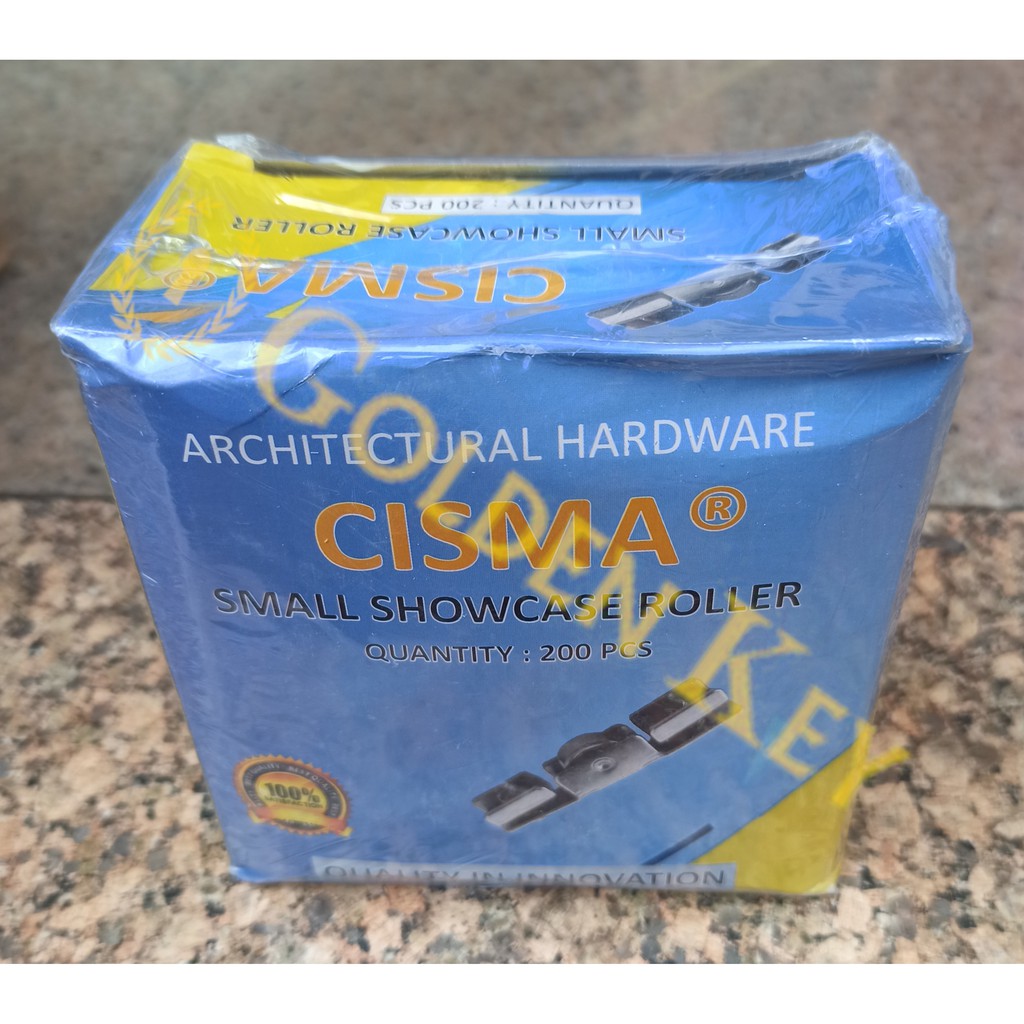 QUANTITY : 200 PCS
SMALL SHOWCASE ROLLER
CISMA®
ARCHITECTURAL HARDWARE
CISMA®
SMALL SHOWCASE ROLLER
QUANTITY : 200 PCS
100%
QUALITY IN INNOVATION
GOLDEN KEY